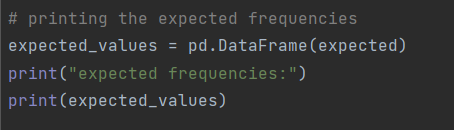 # printing the expected frequencies
expected_values = pd.DataFrame(expected)
print("expected frequencies:")
print(expected_values)